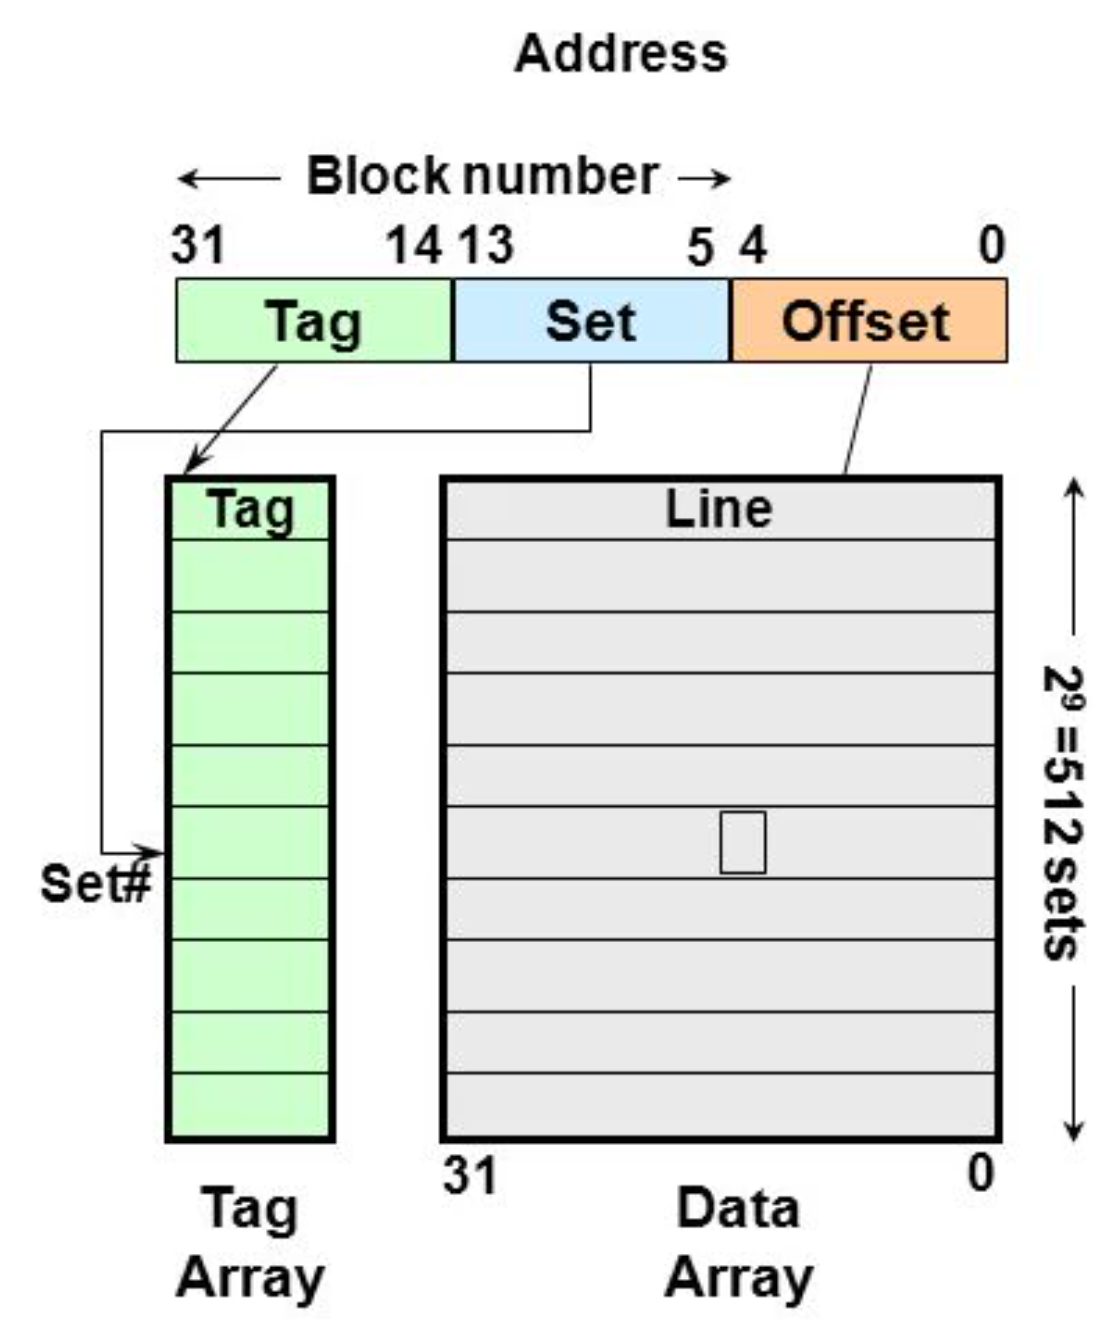 Address
Block number
31 14 13 5 4 0
Tag Set Offset
Tag Line
2⁹ =512 sets
Set#
31 0
Tag Array
Data Array